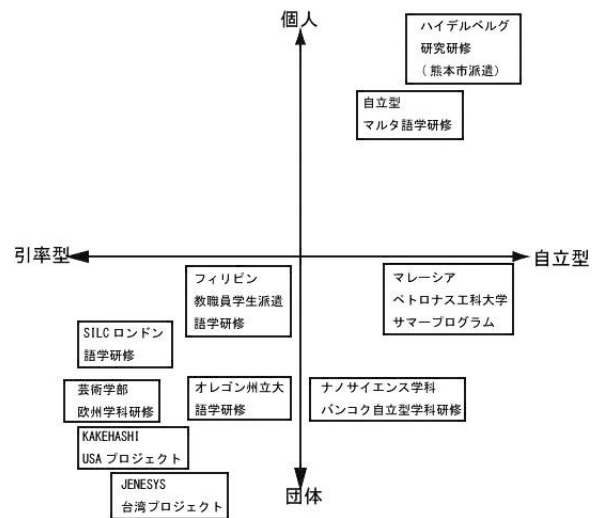 個人
ハイデルベルグ
研究研修
(熊本市派遣)
自立型
マルタ語学研修
引率型
自立型
フィリピン
教職員学生派遣
語学研修
マレーシア
ペトロナス工科大学
サマープログラム
SILC ロンドン
語学研修
芸術学部
欧州学科研修
オレゴン州立大
語学研修
ナノサイエンス学科
バンコク自立型学科研修
KAKEHASHI
USA プロジェクト
JENESYS
台湾プロジェクト
団体